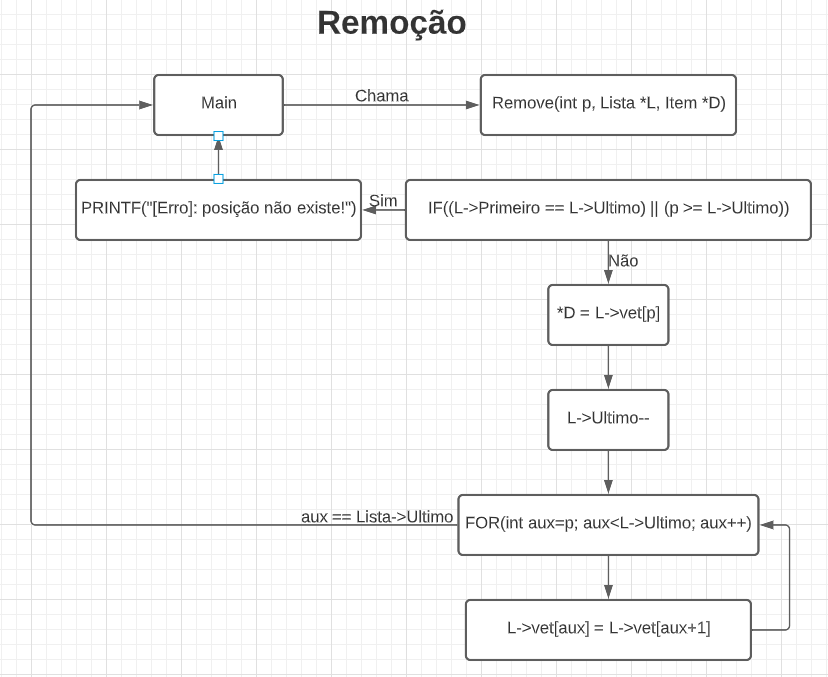 Remoção
Main
Chama
Remove(int p, Lista *L, Item *D)
PRINTF("[Erro]: posição não existe!")
Sim
IF((L->Primeiro == L->Ultimo) || (p >= L->Ultimo))
Não
*D = L->vet[p]
L->Ultimo--
aux == Lista->Ultimo
FOR(int aux=p; aux<L->Ultimo; aux++)
L->vet[aux] = L->vet[aux+1]